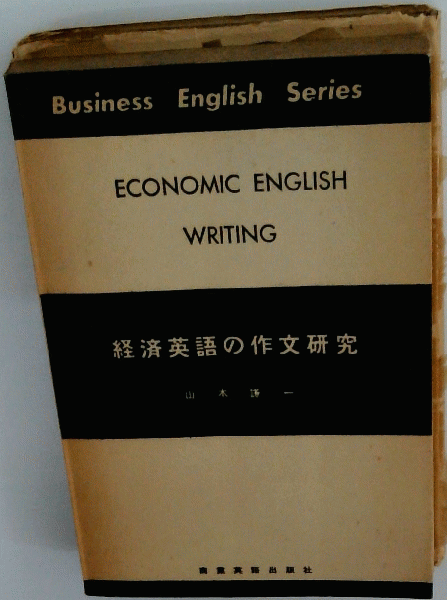 Business English Series
ECONOMIC ENGLISH
WRITING
経済英語の作文研究
山本謙一
商業英語出版社